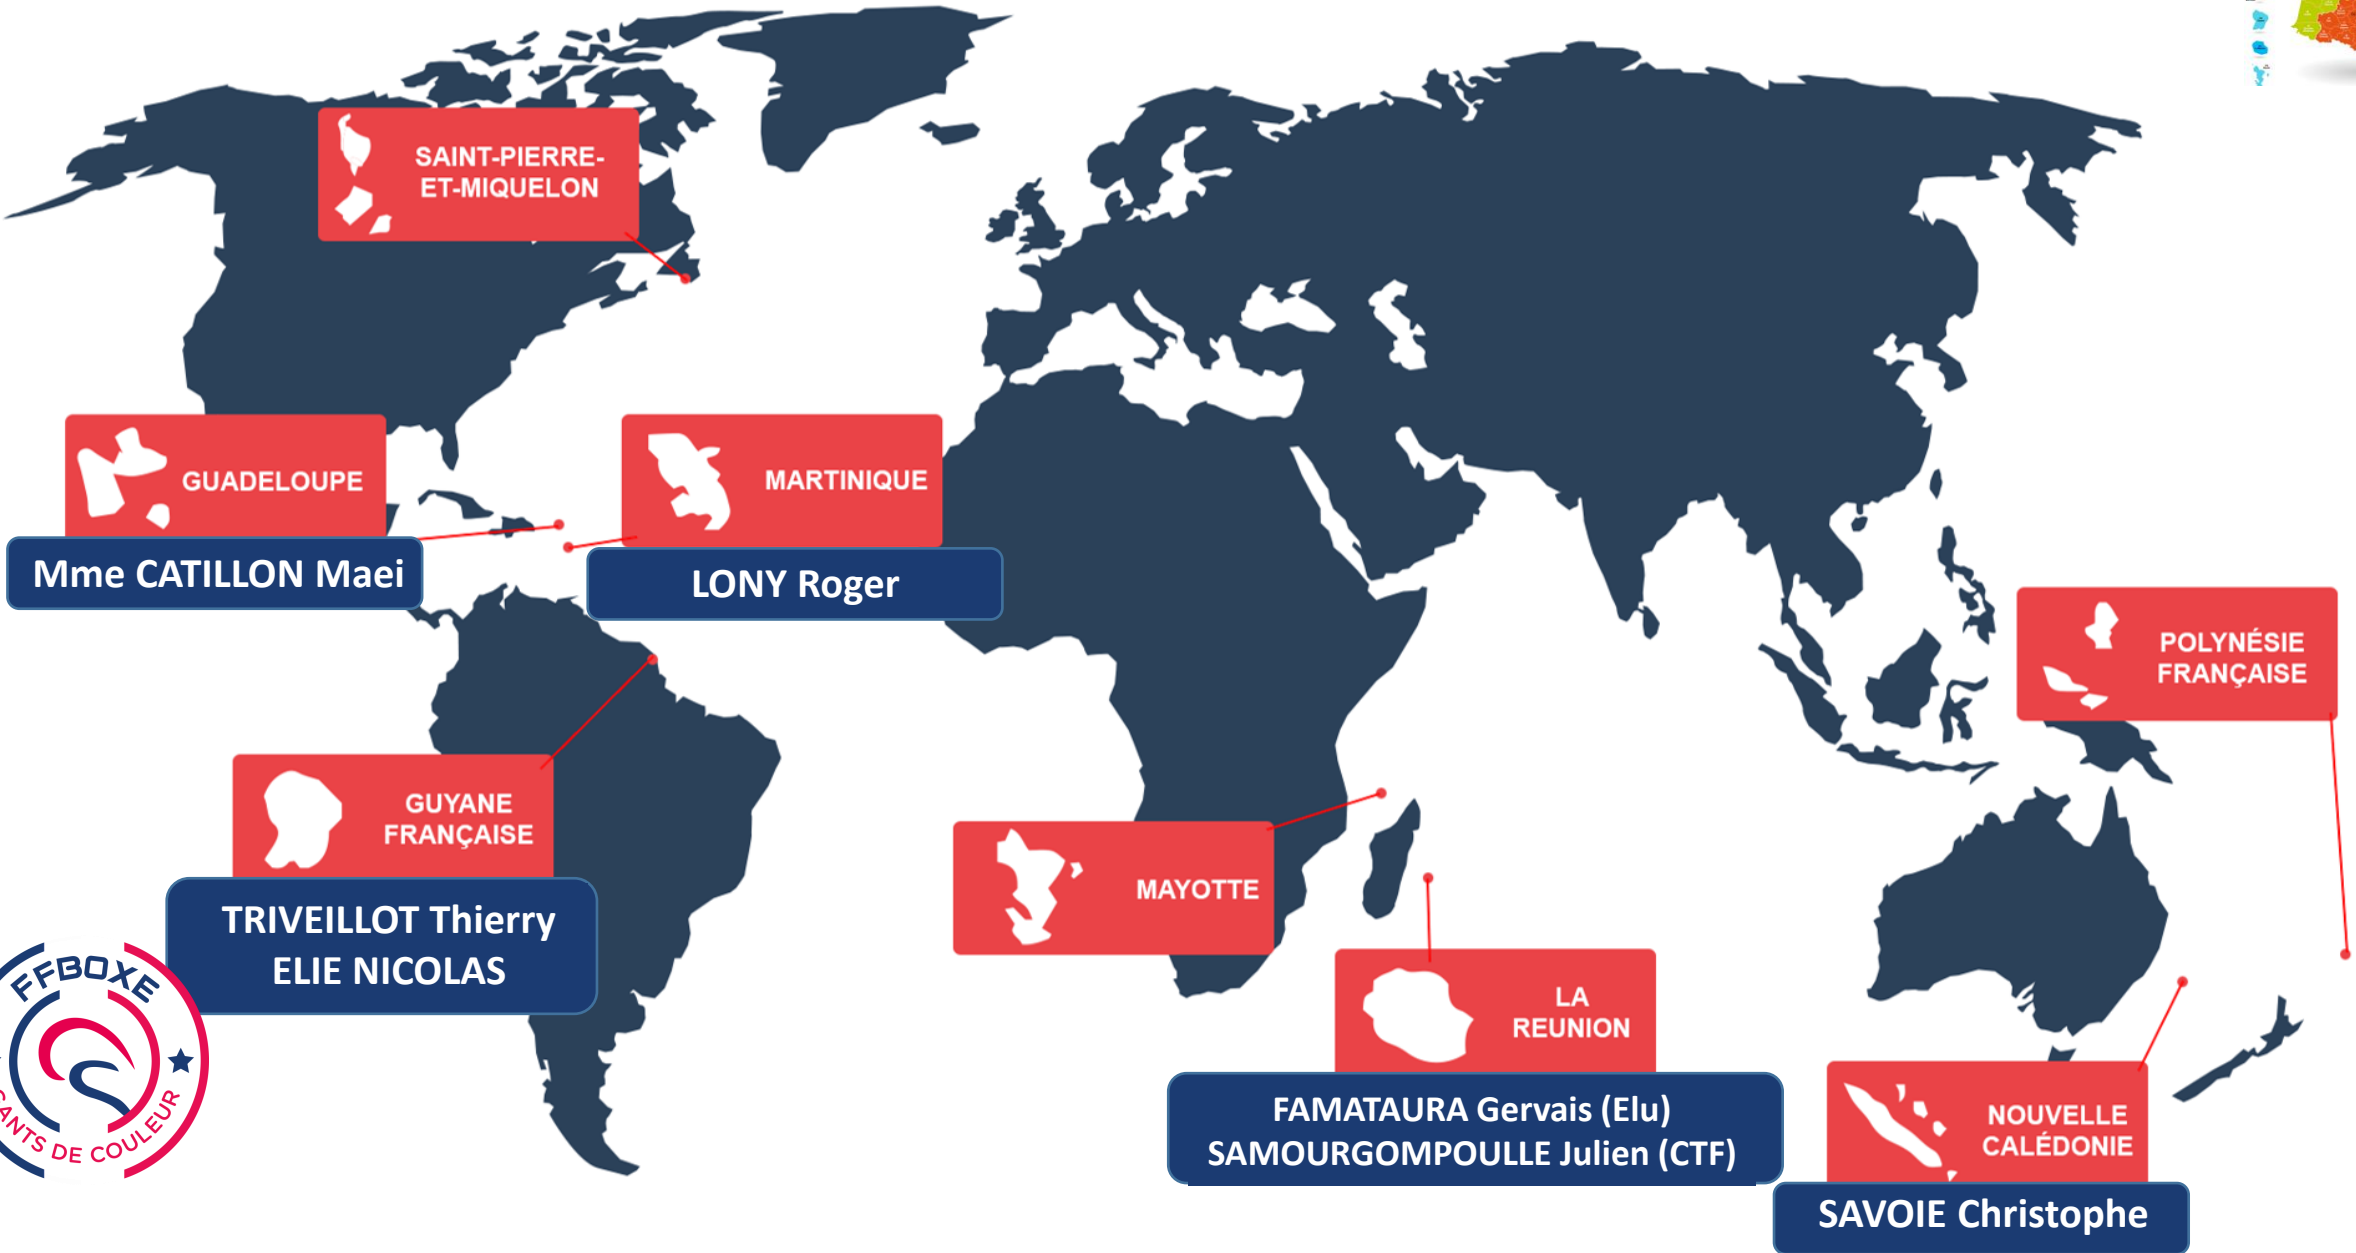 SAINT-PIERRE-
ET-MIQUELON
GUADELOUPE
Mme CATILLON Maei
MARTINIQUE
LONY Roger
POLYNÉSIE
FRANÇAISE
GUYANE
FRANÇAISE
TRIVEILLOT Thierry
ELIE NICOLAS
MAYOTTE
LA
REUNION
FAMATAURA Gervais (Elu)
SAMOURGOMPOULLE Julien (CTF)
NOUVELLE
CALÉDONIE
SAVOIE Christophe
FFBOXE
DE COULEUR